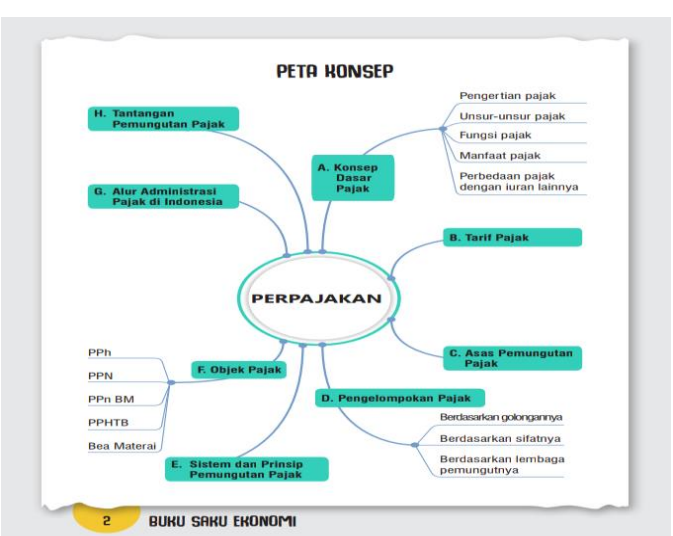 PETA KONSEP
H. Tantangan
Pemungutan Pajak
G. Alur Administrasi
Pajak di Indonesia
A. Konsep
Dasar
Pajak
Pengertian pajak
Unsur-unsur pajak
Fungsi pajak
Manfaat pajak
Perbedaan pajak
dengan iuran lainnya
B. Tarif Pajak
PERPAJAKAN
C. Asas Pemungutan
Pajak
D. Pengelompokan Pajak
Berdasarkan golongannya
Berdasarkan sifatnya
Berdasarkan lembaga
pemungutnya
F. Objek Pajak
PPh
PPN
PPn BM
PPHTB
Bea Materai
E. Sistem dan Prinsip
Pemungutan Pajak
2 BUKU SAKU EKONOMI